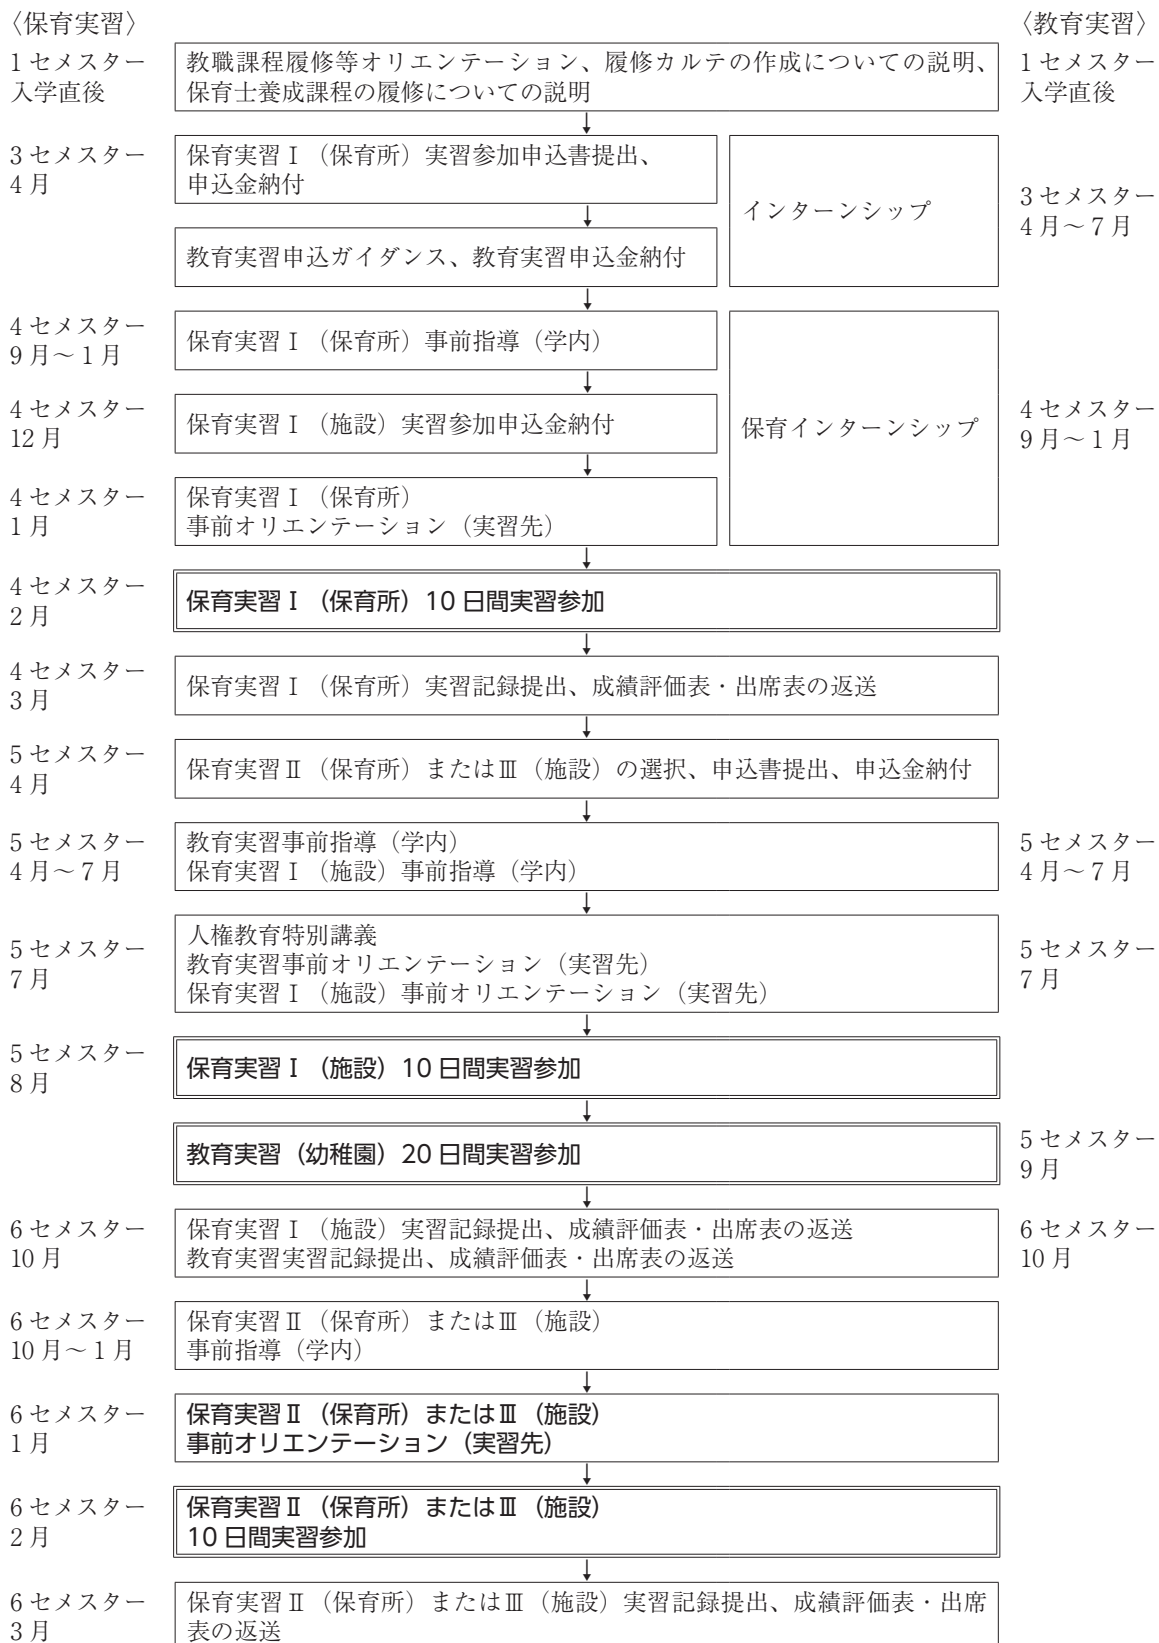 〈保育実習〉
〈教育実習〉
1セメスター
入学直後
教職課程履修等オリエンテーション、履修カルテの作成についての説明、
保育士養成課程の履修についての説明
1セメスター
入学直後
3セメスター
4月
保育実習Ⅰ（保育所）実習参加申込書提出、
申込金納付
インターンシップ
3セメスター
4月～7月
教育実習申込ガイダンス、教育実習申込金納付
4セメスター
9月～1月
保育実習Ⅰ（保育所）事前指導（学内）
4セメスター
12月
保育実習Ⅰ（施設）実習参加申込金納付
保育インターンシップ
4セメスター
9月～1月
4セメスター
1月
保育実習Ⅰ（保育所）
事前オリエンテーション（実習先）
4セメスター
2月
保育実習Ⅰ（保育所）10日間実習参加
4セメスター
3月
保育実習Ⅰ（保育所）実習記録提出、成績評価表・出席表の返送
5セメスター
4月
保育実習Ⅱ（保育所）またはⅢ（施設）の選択、申込書提出、申込金納付
5セメスター
4月～7月
教育実習事前指導（学内）
保育実習Ⅰ（施設）事前指導（学内）
5セメスター
4月～7月
5セメスター
7月
人権教育特別講義
教育実習事前オリエンテーション（実習先）
保育実習Ⅰ（施設）事前オリエンテーション（実習先）
5セメスター
7月
5セメスター
8月
保育実習Ⅰ（施設）10日間実習参加
教育実習（幼稚園）20日間実習参加
5セメスター
9月
6セメスター
10月
保育実習Ⅰ（施設）実習記録提出、成績評価表・出席表の返送
教育実習実習記録提出、成績評価表・出席表の返送
6セメスター
10月
6セメスター
10月～1月
保育実習Ⅱ（保育所）またはⅢ（施設）
事前指導（学内）
6セメスター
1月
保育実習Ⅱ（保育所）またはⅢ（施設）
事前オリエンテーション（実習先）
6セメスター
2月
保育実習Ⅱ（保育所）またはⅢ（施設）
10日間実習参加
6セメスター
3月
保育実習Ⅱ（保育所）またはⅢ（施設）実習記録提出、成績評価表・出席
表の返送